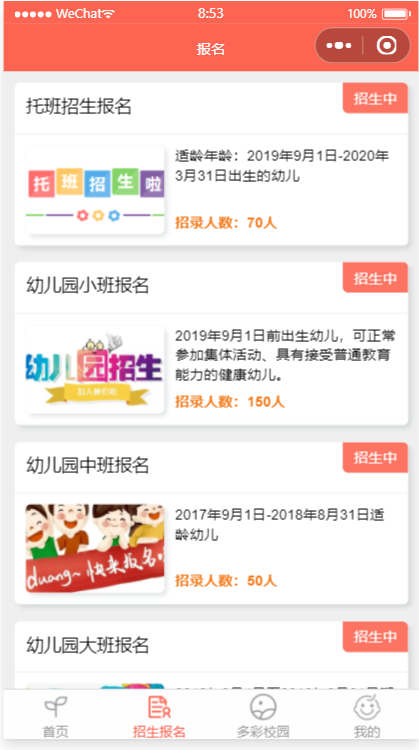 WeChat 8:53 100%
报名
托班招生报名 招生中
托班招生啦
适龄年龄：2019年9月1日-2020年
3月31日出生的幼儿
招录人数：70人
幼儿园小班报名 招生中
幼儿园招生
2019年9月1日前出生幼儿，可正常
参加集体活动、具有接受普通教育
能力的健康幼儿。
招录人数：150人
幼儿园中班报名 招生中
duang~快来报名
2017年9月1日-2018年8月31日适
龄幼儿
招录人数：50人
幼儿园大班报名 招生中
首页 招生报名 多彩校园 我的